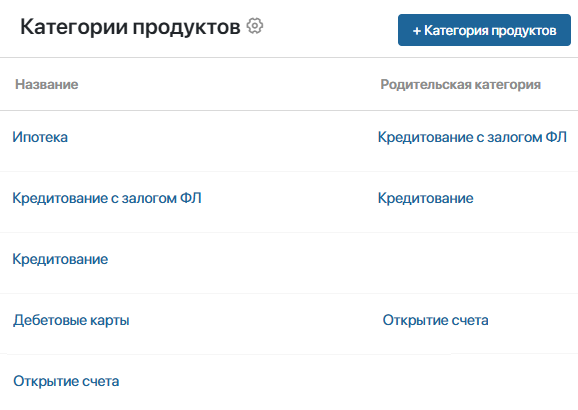 Категории продуктов
+ Категория продуктов
Название Родительская категория
Ипотека Кредитование с залогом ФЛ
Кредитование с залогом ФЛ Кредитование
Кредитование
Дебетовые карты Открытие счета
Открытие счета